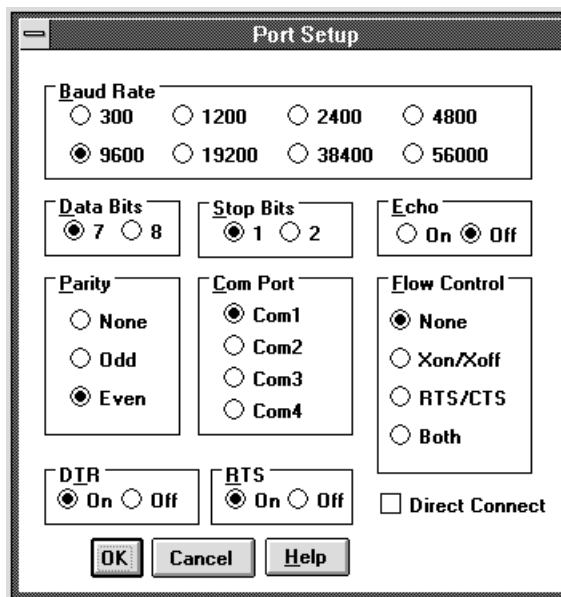 Port Setup
Baud Rate
300 1200 2400 4800
9600 19200 38400 56000
Data Bits Stop Bits Echo
7 8 1 2 On Off
Parity Com Port Flow Control
None Com1 None
Odd Com2 Xon/Xoff
Even Com3 RTS/CTS
Com4 Both
DTR RTS
On Off On Off Direct Connect
OK Cancel Help